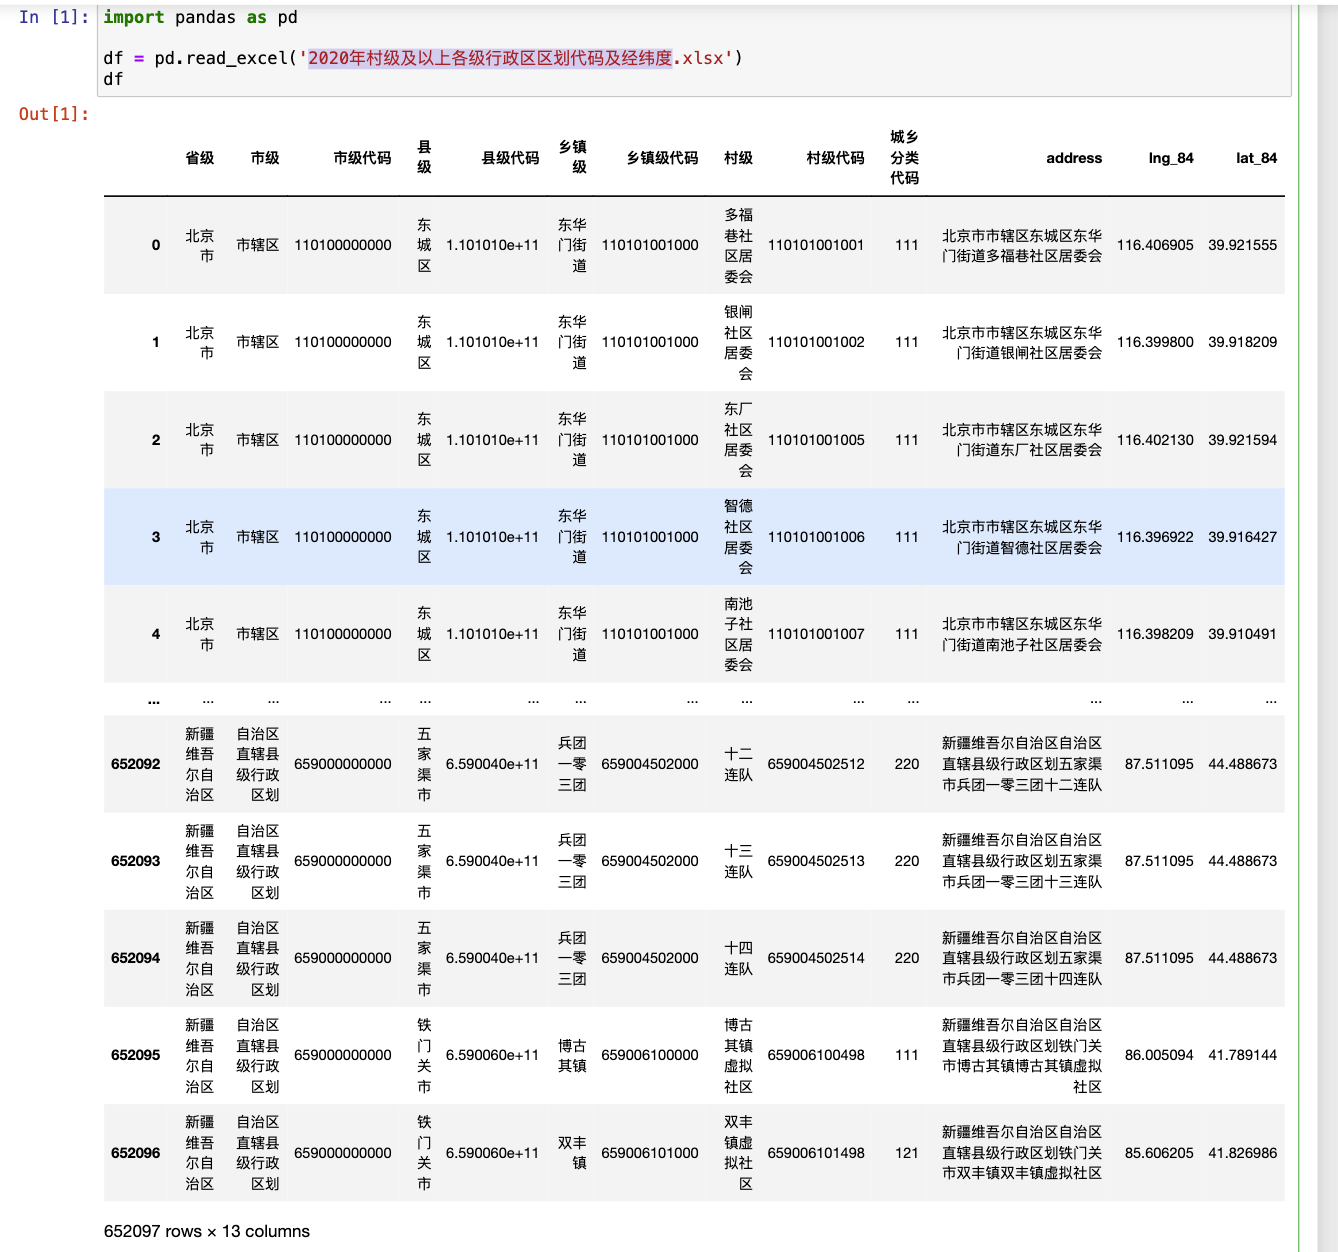 In [1]: import pandas as pd
df = pd.read_excel('2020年村级及以上各级行政区区划代码及经纬度.xlsx')
df
Out[1]:
省级 市级 市级代码 县级 县级代码 乡镇级 乡镇级代码 村级 村级代码 城乡分类代码 address lng_84 lat_84
0 北京市 市辖区 110100000000 东城区 1.101010e+11 东华门街道 110101001000 多福巷社区居委会 110101001001 111 北京市市辖区东城区东华门街道多福巷社区居委会 116.406905 39.921555
1 北京市 市辖区 110100000000 东城区 1.101010e+11 东华门街道 110101001000 银闸社区居委会 110101001002 111 北京市市辖区东城区东华门街道银闸社区居委会 116.399800 39.918209
2 北京市 市辖区 110100000000 东城区 1.101010e+11 东华门街道 110101001000 东厂社区居委会 110101001005 111 北京市市辖区东城区东华门街道东厂社区居委会 116.402130 39.921594
3 北京市 市辖区 110100000000 东城区 1.101010e+11 东华门街道 110101001000 智德社区居委会 110101001006 111 北京市市辖区东城区东华门街道智德社区居委会 116.396922 39.916427
4 北京市 市辖区 110100000000 东城区 1.101010e+11 东华门街道 110101001000 南池子社区居委会 110101001007 111 北京市市辖区东城区东华门街道南池子社区居委会 116.398209 39.910491
... ... ... ... ... ... ... ... ... ... ... ... ... ...
652092 新疆维吾尔自治区 自治区直辖县级行政区划 659000000000 五家渠市 6.590040e+11 兵团一零三团 659004502000 十二连队 659004502512 220 新疆维吾尔自治区自治区直辖县级行政区划五家渠市兵团一零三团十二连队 87.511095 44.488673
652093 新疆维吾尔自治区 自治区直辖县级行政区划 659000000000 五家渠市 6.590040e+11 兵团一零三团 659004502000 十三连队 659004502513 220 新疆维吾尔自治区自治区直辖县级行政区划五家渠市兵团一零三团十三连队 87.511095 44.488673
652094 新疆维吾尔自治区 自治区直辖县级行政区划 659000000000 五家渠市 6.590040e+11 兵团一零三团 659004502000 十四连队 659004502514 220 新疆维吾尔自治区自治区直辖县级行政区划五家渠市兵团一零三团十四连队 87.511095 44.488673
652095 新疆维吾尔自治区 自治区直辖县级行政区划 659000000000 铁门关市 6.590060e+11 博古其镇 659006100000 博古其镇虚拟社区 659006100498 111 新疆维吾尔自治区自治区直辖县级行政区划铁门关市博古其镇博古其镇虚拟社区 86.005094 41.789144
652096 新疆维吾尔自治区 自治区直辖县级行政区划 659000000000 铁门关市 6.590060e+11 双丰镇 659006101000 双丰镇虚拟社区 659006101498 121 新疆维吾尔自治区自治区直辖县级行政区划铁门关市双丰镇双丰镇虚拟社区 85.606205 41.826986
652097 rows × 13 columns